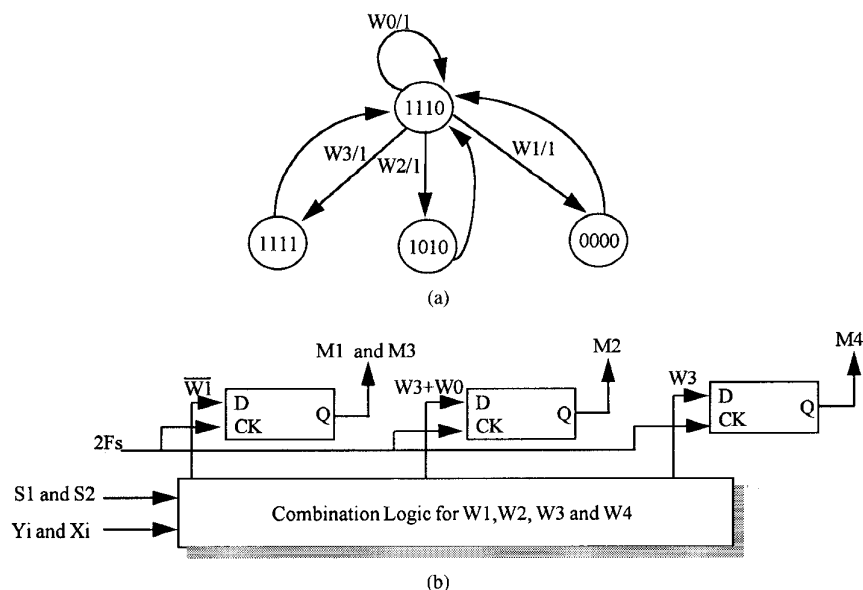 W0/1
1110
W3/1
W2/1
W1/1
1111
1010
0000
(a)
M1 and M3
M2
M4
W1
W3+W0
W3
D
Q
CK
D
Q
CK
D
Q
CK
2Fs
S1 and S2
Yi and Xi
Combination Logic for W1,W2, W3 and W4
(b)